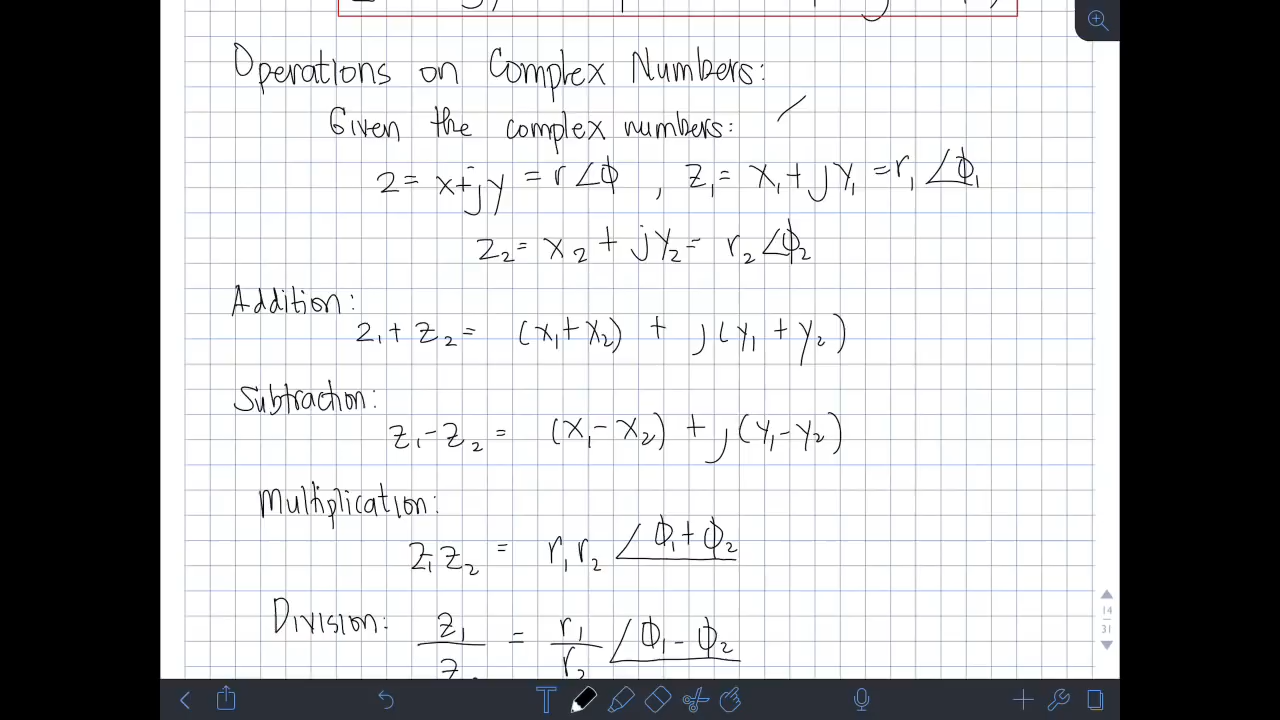 Operations on Complex Numbers:
Given the complex numbers:
z = x+jy = r∠ϕ , z₁ = x₁ + jy₁ = r₁ ∠ϕ₁
z₂ = x₂ + jy₂ = r₂ ∠ϕ₂
Addition:
z₁ + z₂ = (x₁ + x₂) + j(y₁ + y₂)
Subtraction:
z₁ - z₂ = (x₁ - x₂) + j(y₁ - y₂)
Multiplication:
z₁z₂ = r₁r₂ ∠ϕ₁ + ϕ₂
Division: z₁/z = r₁/r₂ ∠ϕ₁ - ϕ₂
14
31
T